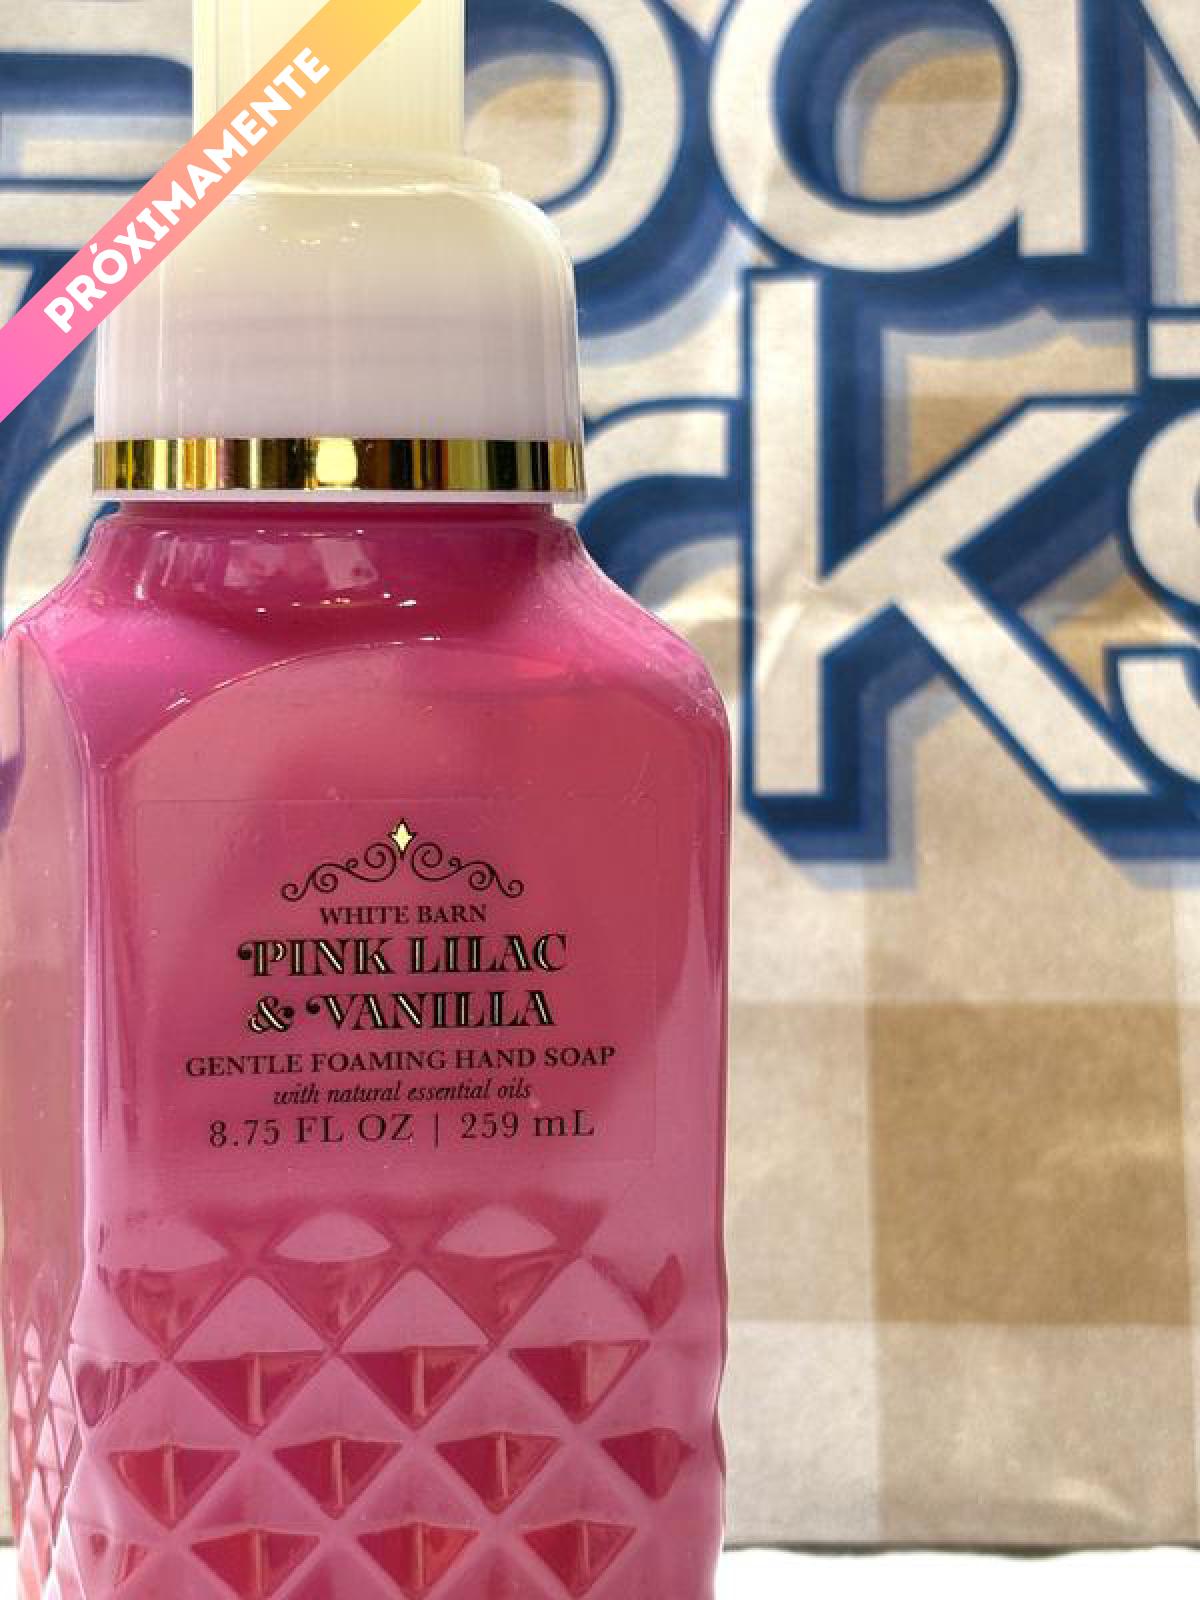 PRÓXIMAMENTE
WHITE BARN
PINK LILAC
& VANILLA
GENTLE FOAMING HAND SOAP
with natural essential oils
8.75 FL OZ | 259 mL